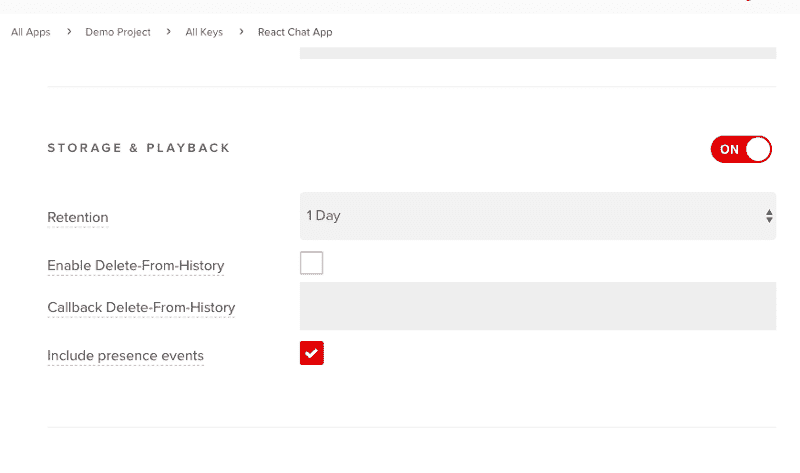 All Apps > Demo Project > All Keys > React Chat App
STORAGE & PLAYBACK
ON
Retention
1 Day
Enable Delete-From-History
Callback Delete-From-History
Include presence events